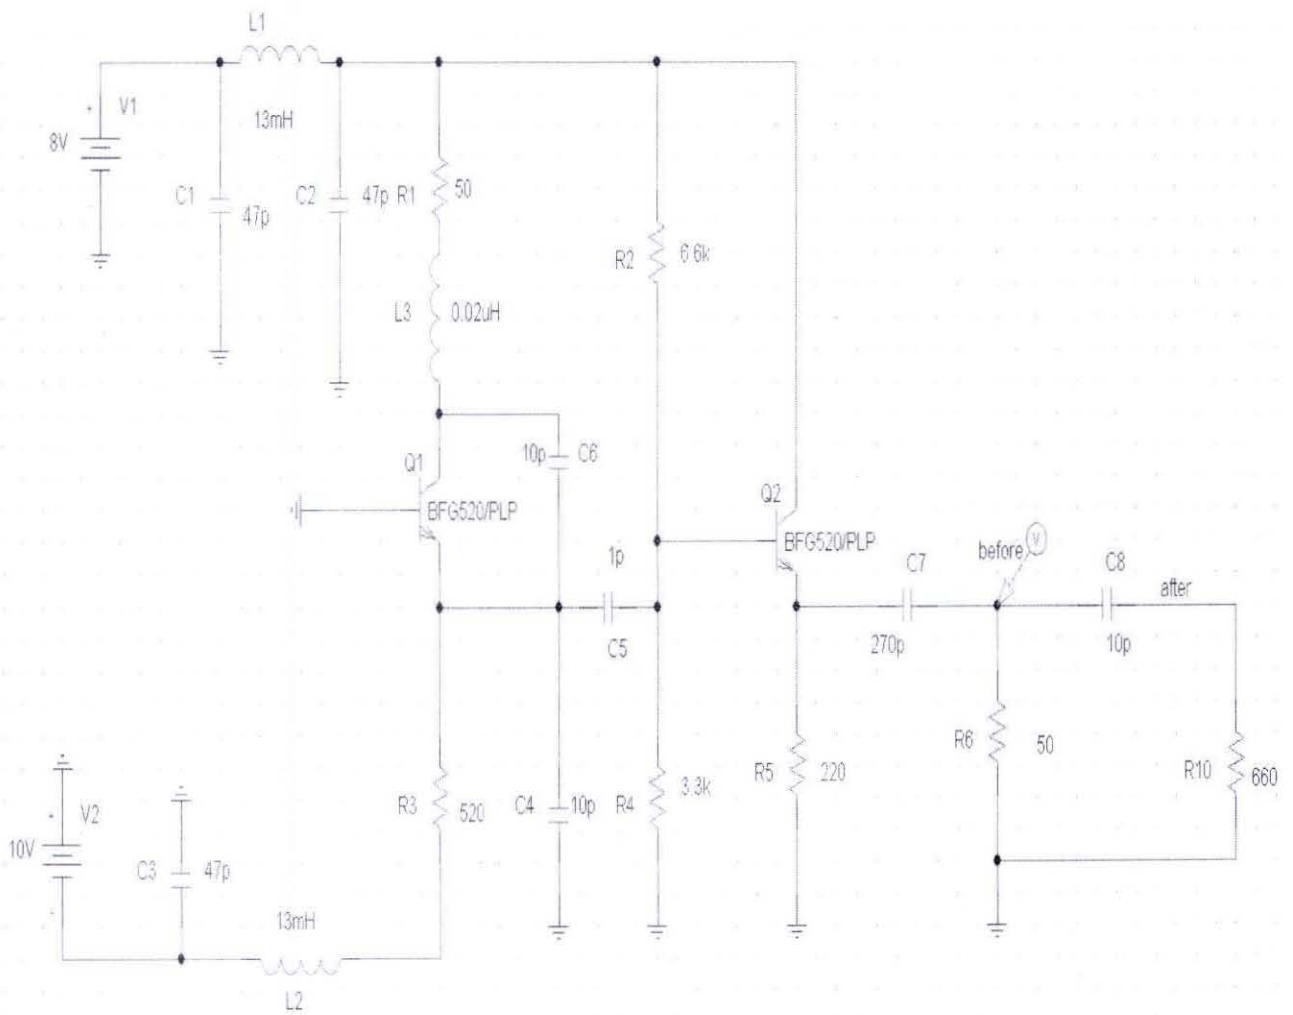 L1
V1
8V
13mH
C1
47p
C2
47p
R1
50
R2
6.6k
L3
0.02uH
10p
C6
Q1
BFG520/PLP
Q2
BFG520/PLP
1p
C5
before
V
C7
270p
C8
10p
after
R3
520
C4
10p
R4
3.3k
R5
220
R6
50
R10
660
V2
10V
C3
47p
13mH
L2